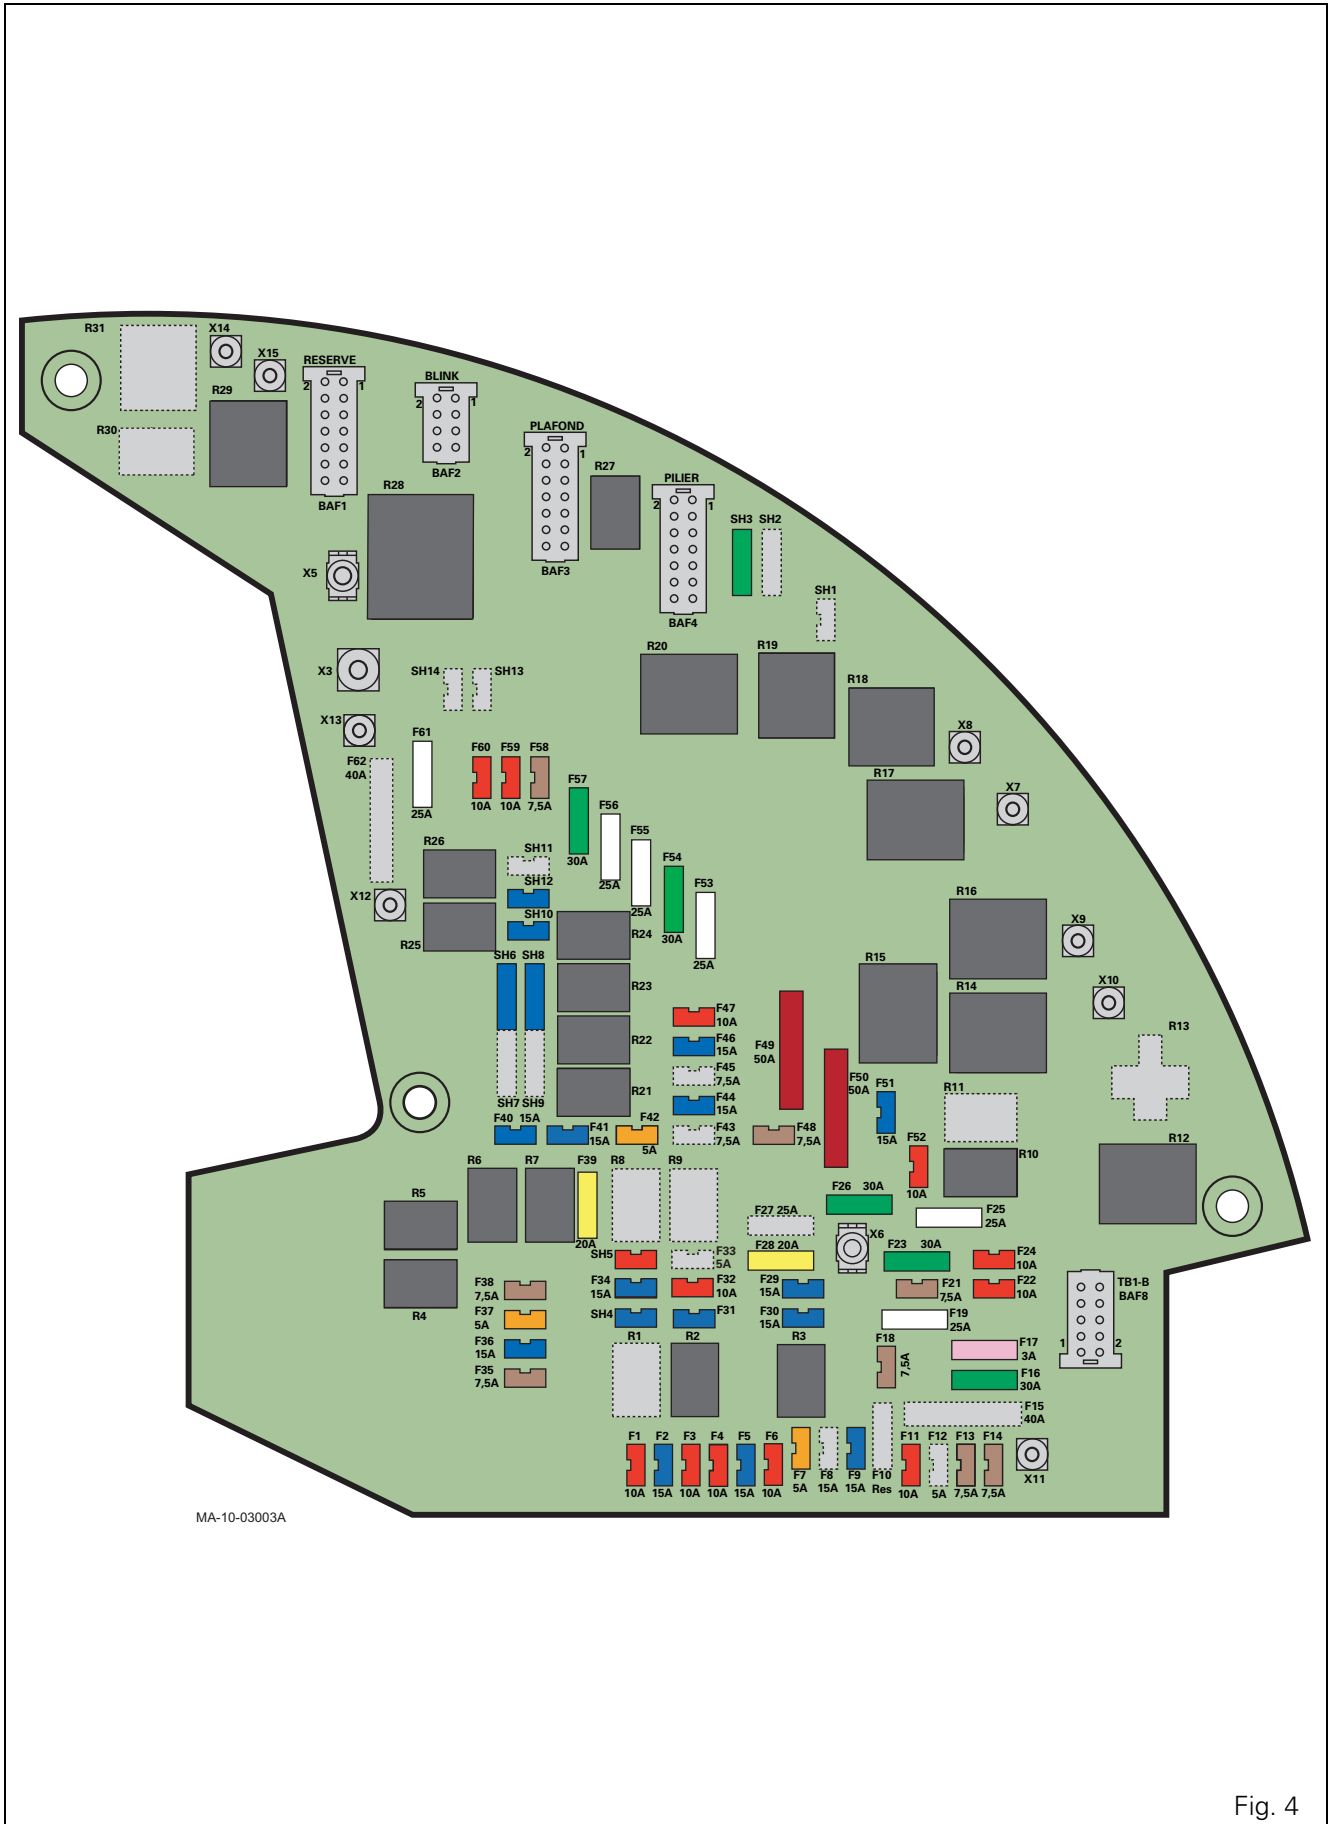 R31
X14
X15
RESERVE
2 1
R29
R30
BAF1
BLINK
2 1
BAF2
R28
PLAFOND
2 1
BAF3
R27
PILIER
2 1
BAF4
SH3 SH2
SH1
X5
X3
X13
SH14 SH13
R20
R19
R18
X8
R17
X7
F61
25A
F62
40A
F60 F59 F58
10A 10A 7,5A
F57
30A
F56
25A
F55
25A
F54
30A
F53
25A
R26
SH11
SH12
X12
SH10
R25
R24
R16
X9
SH6 SH8
R23
R15
R14
X10
R13
R22
F47
10A
F46
15A
F45
7,5A
F49
50A
F50
50A
F51
15A
R21
F44
15A
SH7 SH9
F40 15A
F41
15A
F42
5A
F43
7,5A
F48
7,5A
R11
F52
10A
R10
R12
R6
R7
F39
20A
R8
R9
R5
F26 30A
F27 25A
F25
25A
X6
SH5
F33
5A
F28 20A
F23 30A
F24
10A
R4
F38
7,5A
F34
15A
F32
10A
F29
15A
F21
7,5A
F22
10A
TB1-B
BAF8
1 2
F37
5A
SH4
F31
F30
15A
F19
25A
F36
15A
R1
R2
R3
F18
7,5A
F17
3A
F35
7,5A
F16
30A
F15
40A
F1 F2 F3 F4 F5 F6
10A 15A 10A 10A 15A 10A
F7
5A
F8
15A
F9
15A
F10
Res
F11
10A
F12
5A
F13
7,5A
F14
7,5A
X11
MA-10-03003A
Fig. 4